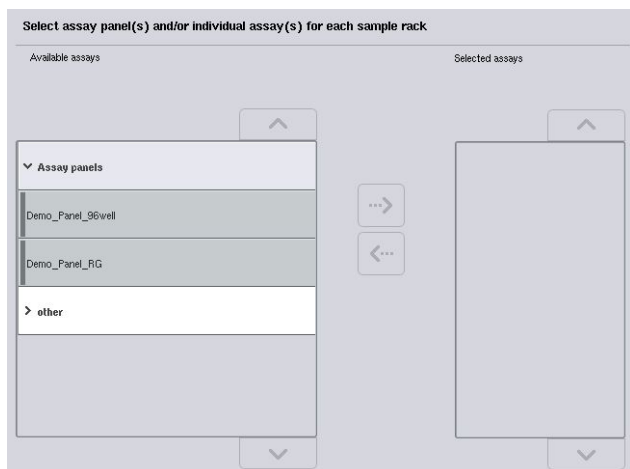 Select assay panel(s) and/or individual assay(s) for each sample rack
Available assays
Selected assays
Assay panels
Demo_Panel_96well
Demo_Panel_RG
other